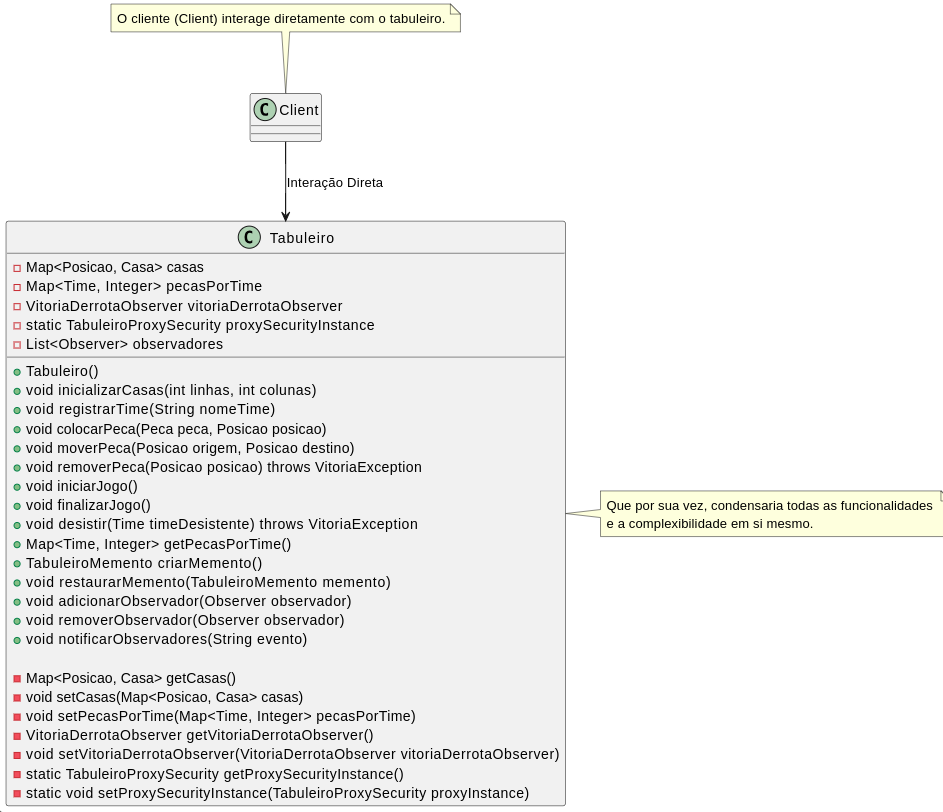 O cliente (Client) interage diretamente com o tabuleiro.
C Client
Interação Direta
C Tabuleiro
Map<Posicao, Casa> casas
Map<Time, Integer> pecasPorTime
VitoriaDerrotaObserver vitoriaDerrotaObserver
static TabuleiroProxySecurity proxySecurityInstance
List<Observer> observadores
Tabuleiro()
void inicializarCasas(int linhas, int colunas)
void registrarTime(String nomeTime)
void colocarPeca(Peca peca, Posicao posicao)
void moverPeca(Posicao origem, Posicao destino)
void removerPeca(Posicao posicao) throws VitoriaException
void iniciarJogo()
void finalizarJogo()
void desistir(Time timeDesistente) throws VitoriaException
Map<Time, Integer> getPecasPorTime()
TabuleiroMemento criarMemento()
void restaurarMemento(TabuleiroMemento memento)
void adicionarObservador(Observer observador)
void removerObservador(Observer observador)
void notificarObservadores(String evento)
Map<Posicao, Casa> getCasas()
void setCasas(Map<Posicao, Casa> casas)
void setPecasPorTime(Map<Time, Integer> pecasPorTime)
VitoriaDerrotaObserver getVitoriaDerrotaObserver()
void setVitoriaDerrotaObserver(VitoriaDerrotaObserver vitoriaDerrotaObserver)
static TabuleiroProxySecurity getProxySecurityInstance()
static void setProxySecurityInstance(TabuleiroProxySecurity proxyInstance)
Que por sua vez, condensaria todas as funcionalidades
e a complexibilidade em si mesmo.